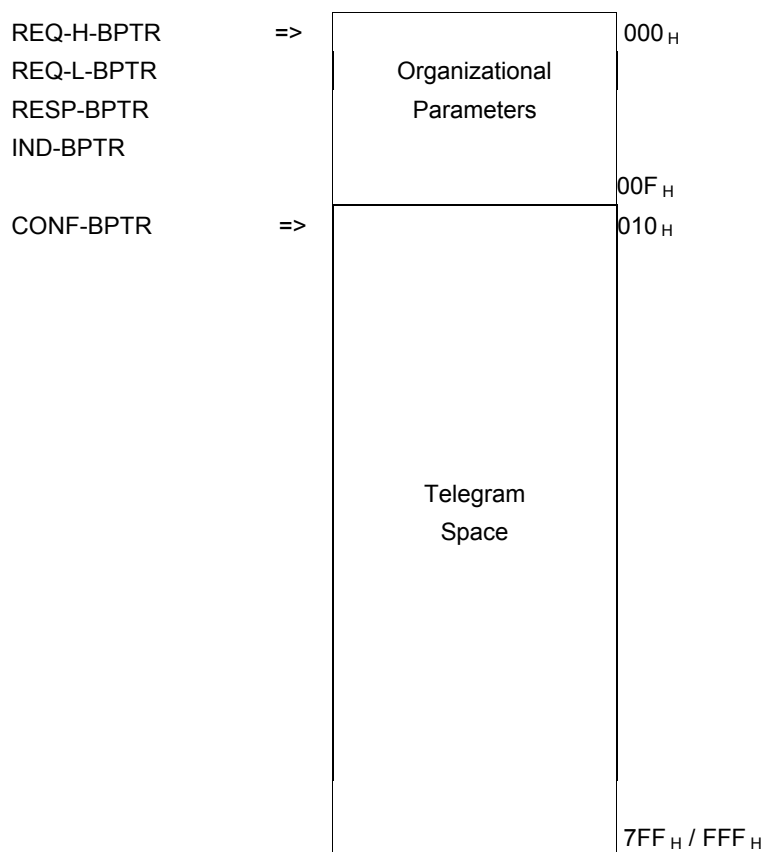 REQ-H-BPTR => 000 H
REQ-L-BPTR Organizational
RESP-BPTR Parameters
IND-BPTR
00F H
CONF-BPTR => 010 H
Telegram
Space
7FF H / FFF H